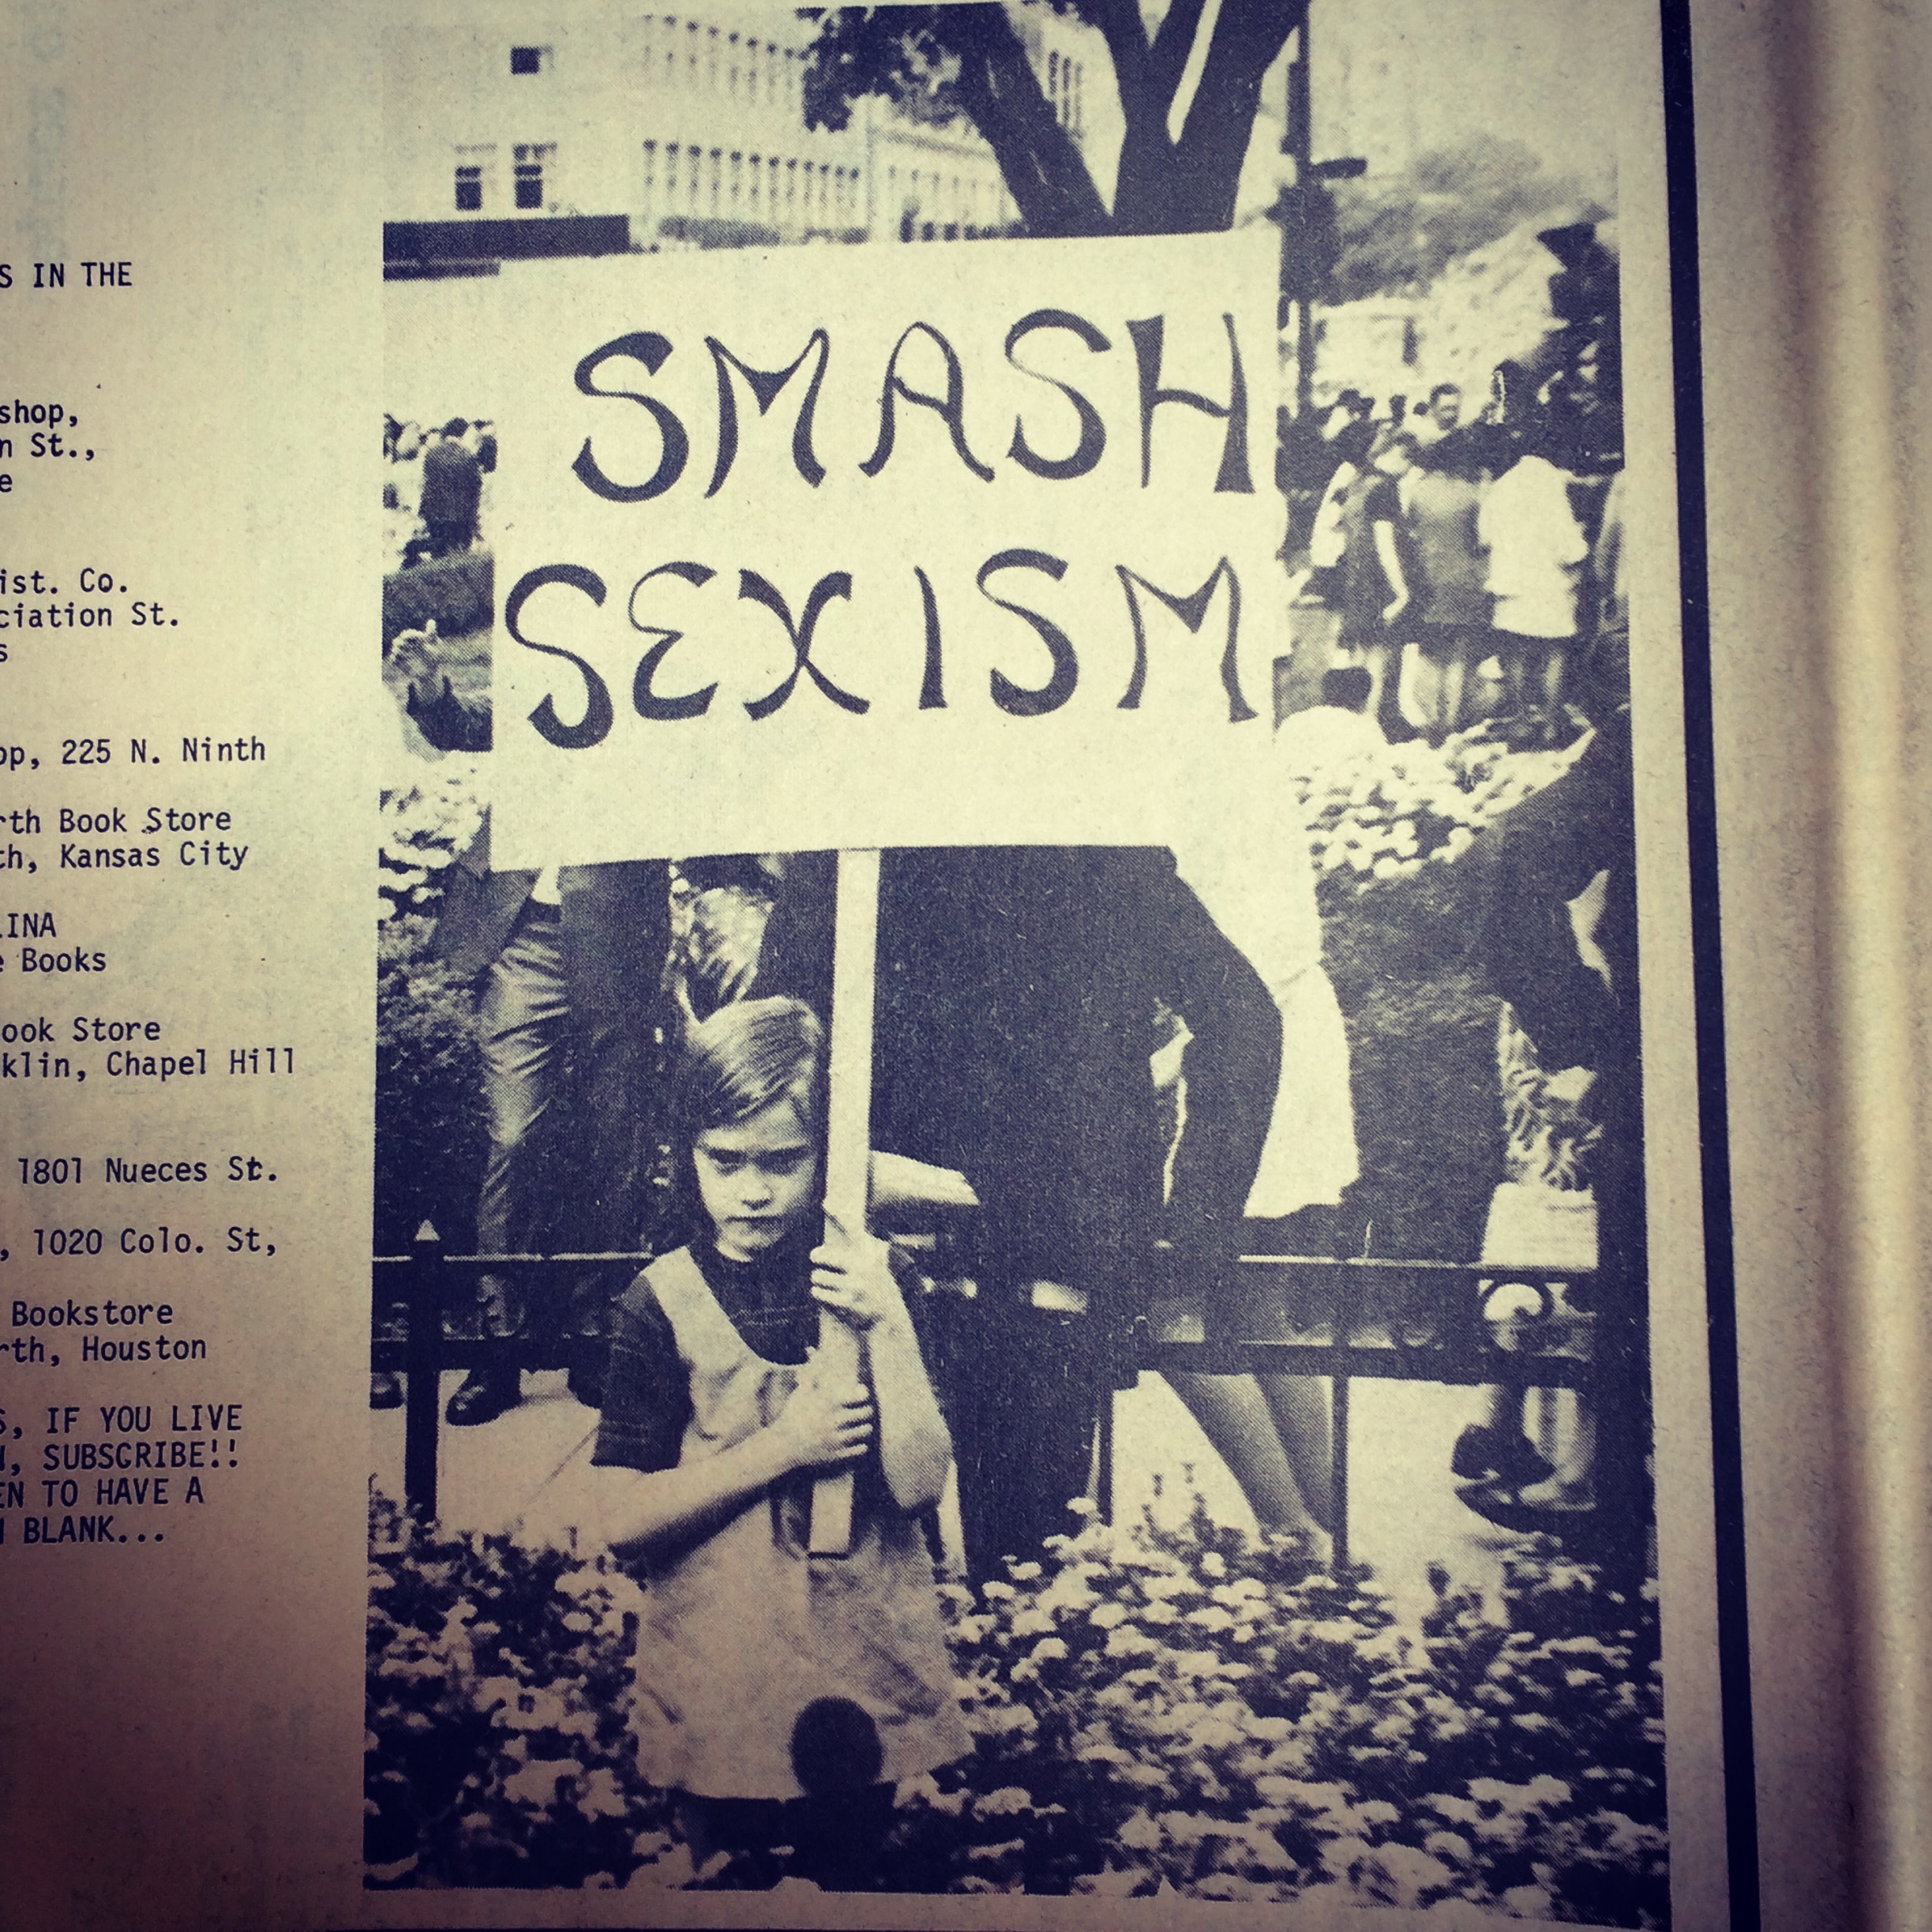 S IN THE
shop,
n St.,
e
ist. Co.
ciation St.
s
op, 225 N. Ninth
rth Book Store
th, Kansas City
LINA
e Books
ook Store
klin, Chapel Hill
1801 Nueces St.
, 1020 Colo. St,
Bookstore
rth, Houston
S, IF YOU LIVE
, SUBSCRIBE!!
EN TO HAVE A
BLANK...
SMASH
SEXISM